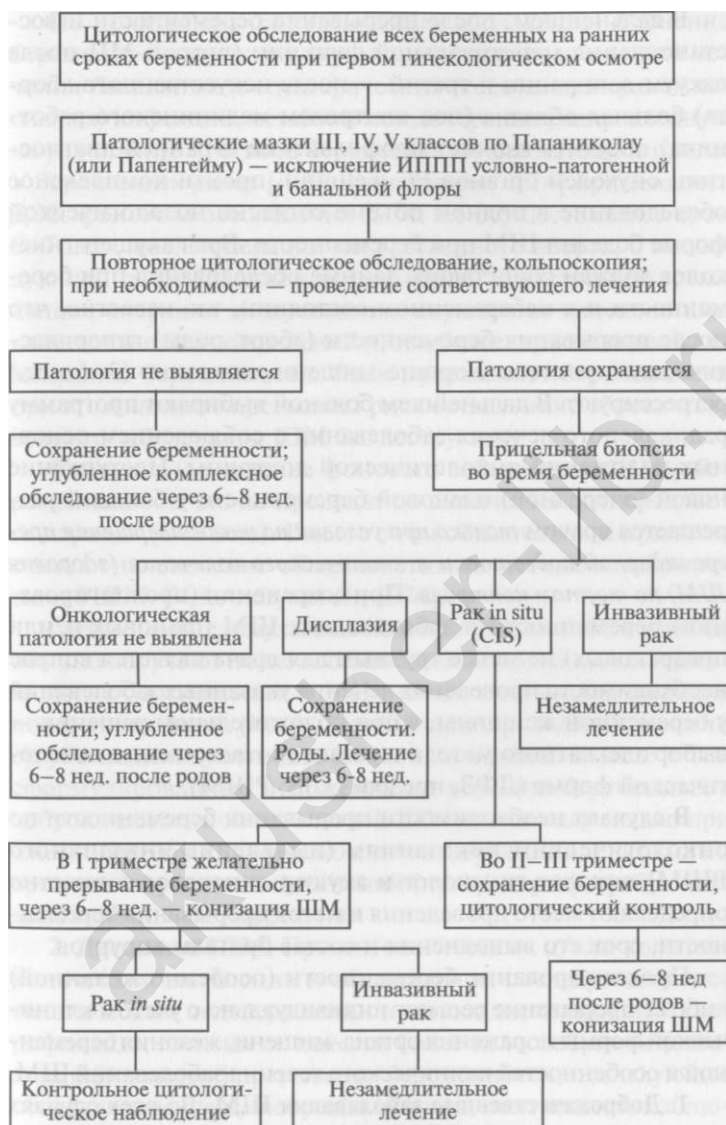 Цитологическое обследование всех беременных на ранних
сроках беременности при первом гинекологическом осмотре
Патологические мазки III, IV, V классов по Папаниколау
(или Папенгейму) — лечение ИППП условно-патогенной
и банальной флоры
Повторное цитологическое обследование, кольпоскопия;
при необходимости — проведение соответствующего лечения
Патология не выявляется
Патология сохраняется
Сохранение беременности;
углубленное комплексное
обследование через 6–8 нед.
после родов
Прицельная биопсия
во время беременности
Онкологическая
патология не выявлена
Дисплазия
Рак in situ
(CIS)
Инвазивный
рак
Сохранение беремен-
ности; углубленное
обследование через
6–8 нед. после родов
Сохранение
беременности.
Роды. Лечение
через 6–8 нед.
Незамедлительное
лечение
В I триместре желательно
прерывание беременности,
через 6–8 нед. — конизация ШМ
Во II–III триместре —
сохранение беременности,
цитологический контроль
Рак in situ
Инвазивный
рак
Через 6–8 нед
после родов —
конизация ШМ
Контрольное цитологи-
ческое наблюдение
Незамедлительное
лечение
akusher-lib.ru